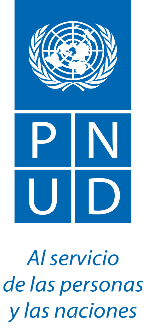 P N
U D
Al servicio
de las personas
y las naciones